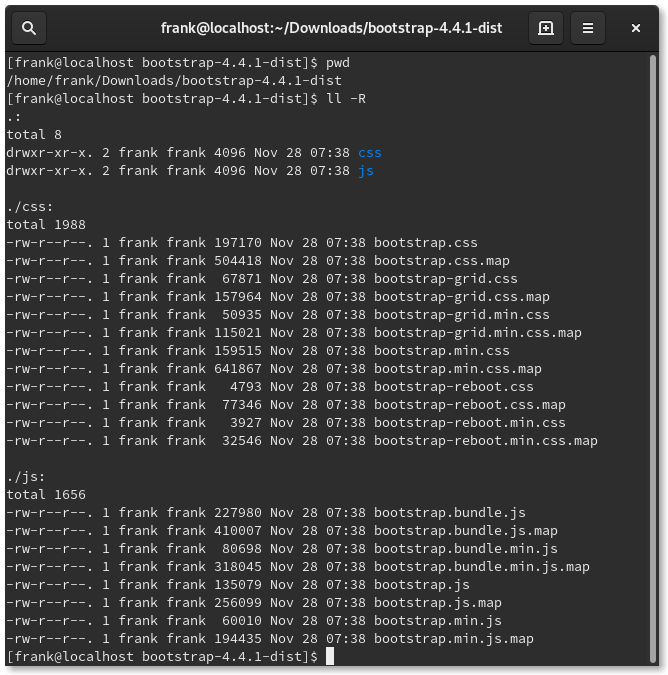 frank@localhost:~/Downloads/bootstrap-4.4.1-dist
[frank@localhost bootstrap-4.4.1-dist]$ pwd
/home/frank/Downloads/bootstrap-4.4.1-dist
[frank@localhost bootstrap-4.4.1-dist]$ ll -R
.:
total 8
drwxr-xr-x. 2 frank frank 4096 Nov 28 07:38 css
drwxr-xr-x. 2 frank frank 4096 Nov 28 07:38 js

./css:
total 1988
-rw-r--r--. 1 frank frank 197170 Nov 28 07:38 bootstrap.css
-rw-r--r--. 1 frank frank 504418 Nov 28 07:38 bootstrap.css.map
-rw-r--r--. 1 frank frank  67871 Nov 28 07:38 bootstrap-grid.css
-rw-r--r--. 1 frank frank 157964 Nov 28 07:38 bootstrap-grid.css.map
-rw-r--r--. 1 frank frank  50935 Nov 28 07:38 bootstrap-grid.min.css
-rw-r--r--. 1 frank frank 115021 Nov 28 07:38 bootstrap-grid.min.css.map
-rw-r--r--. 1 frank frank 159515 Nov 28 07:38 bootstrap.min.css
-rw-r--r--. 1 frank frank 641867 Nov 28 07:38 bootstrap.min.css.map
-rw-r--r--. 1 frank frank   4793 Nov 28 07:38 bootstrap-reboot.css
-rw-r--r--. 1 frank frank  77346 Nov 28 07:38 bootstrap-reboot.css.map
-rw-r--r--. 1 frank frank   3927 Nov 28 07:38 bootstrap-reboot.min.css
-rw-r--r--. 1 frank frank  32546 Nov 28 07:38 bootstrap-reboot.min.css.map

./js:
total 1656
-rw-r--r--. 1 frank frank 227980 Nov 28 07:38 bootstrap.bundle.js
-rw-r--r--. 1 frank frank 410007 Nov 28 07:38 bootstrap.bundle.js.map
-rw-r--r--. 1 frank frank  80698 Nov 28 07:38 bootstrap.bundle.min.js
-rw-r--r--. 1 frank frank 318045 Nov 28 07:38 bootstrap.bundle.min.js.map
-rw-r--r--. 1 frank frank 135079 Nov 28 07:38 bootstrap.js
-rw-r--r--. 1 frank frank 256099 Nov 28 07:38 bootstrap.js.map
-rw-r--r--. 1 frank frank  60010 Nov 28 07:38 bootstrap.min.js
-rw-r--r--. 1 frank frank 194435 Nov 28 07:38 bootstrap.min.js.map
[frank@localhost bootstrap-4.4.1-dist]$